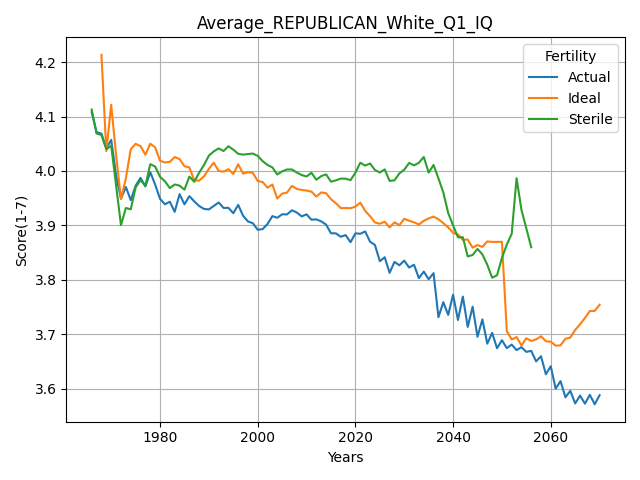 Average_REPUBLICAN_White_Q1_IQ
Fertility
Actual
Ideal
Sterile
Score(1-7)
4.2
4.1
4.0
3.9
3.8
3.7
3.6
1980
2000
2020
2040
2060
Years